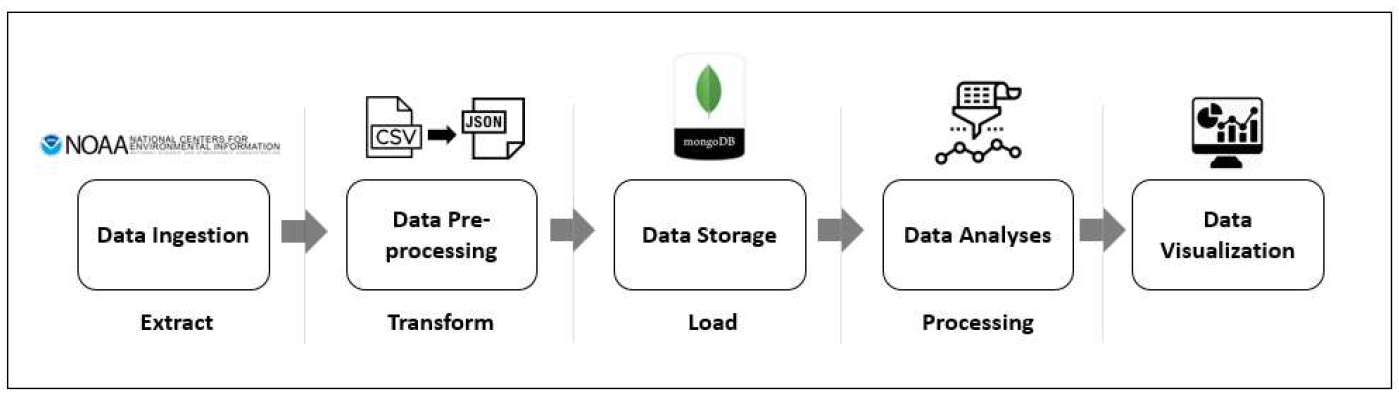 NOAA
NATIONAL CENTERS FOR
ENVIRONMENTAL INFORMATION
CSV
JSON
mongoDB
Data Ingestion
Data Pre-
processing
Data Storage
Data Analyses
Data
Visualization
Extract
Transform
Load
Processing